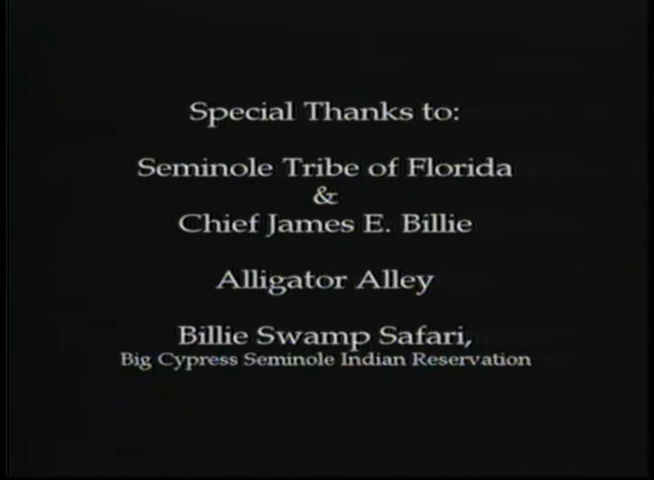 Special Thanks to:
Seminole Tribe of Florida
&
Chief James E. Billie
Alligator Alley
Billie Swamp Safari,
Big Cypress Seminole Indian Reservation